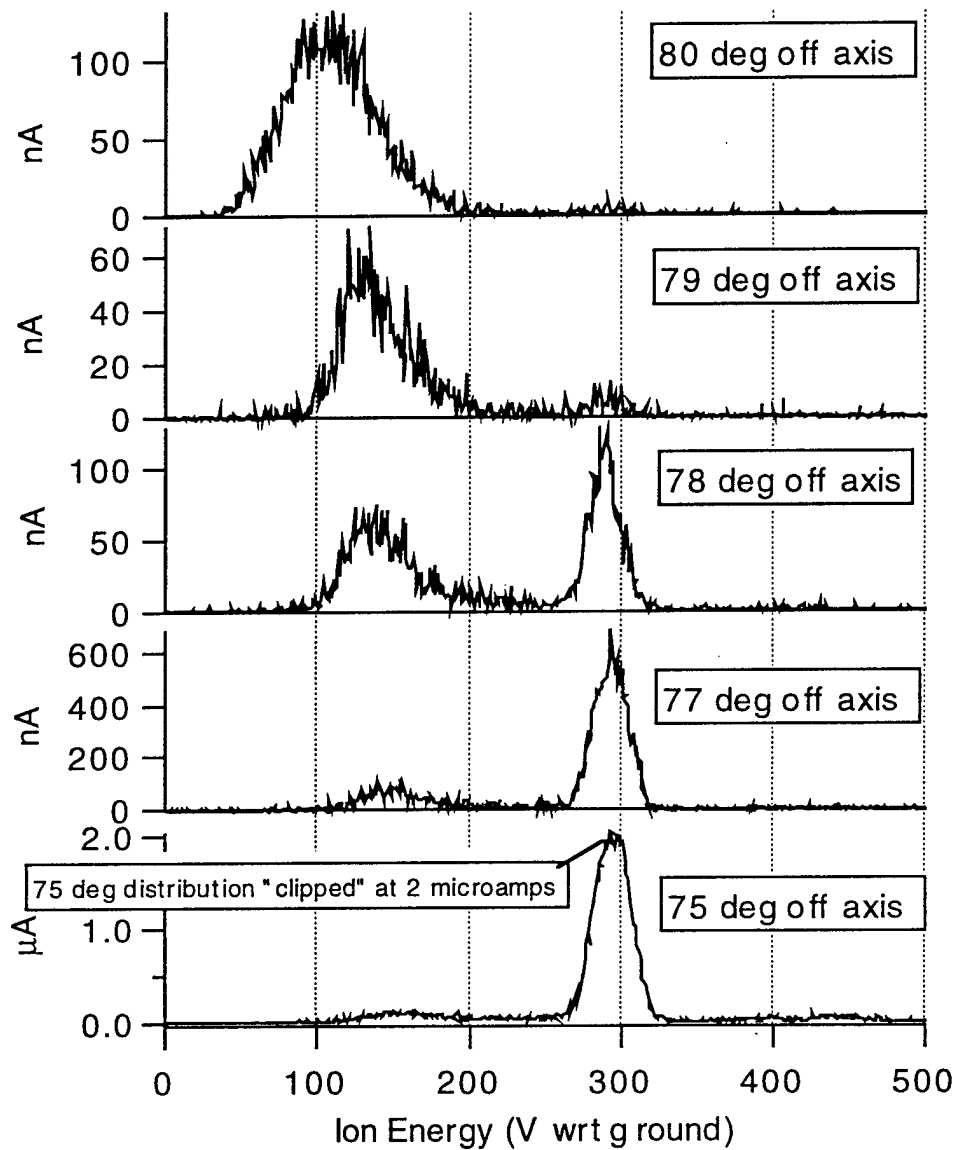 100
50
0
nA
80 deg off axis
60
40
20
0
nA
79 deg off axis
100
50
0
nA
78 deg off axis
600
400
200
0
nA
77 deg off axis
2.0
1.0
0.0
µA
75 deg distribution "clipped" at 2 microamps
75 deg off axis
0 100 200 300 400 500
Ion Energy (V wrt ground)